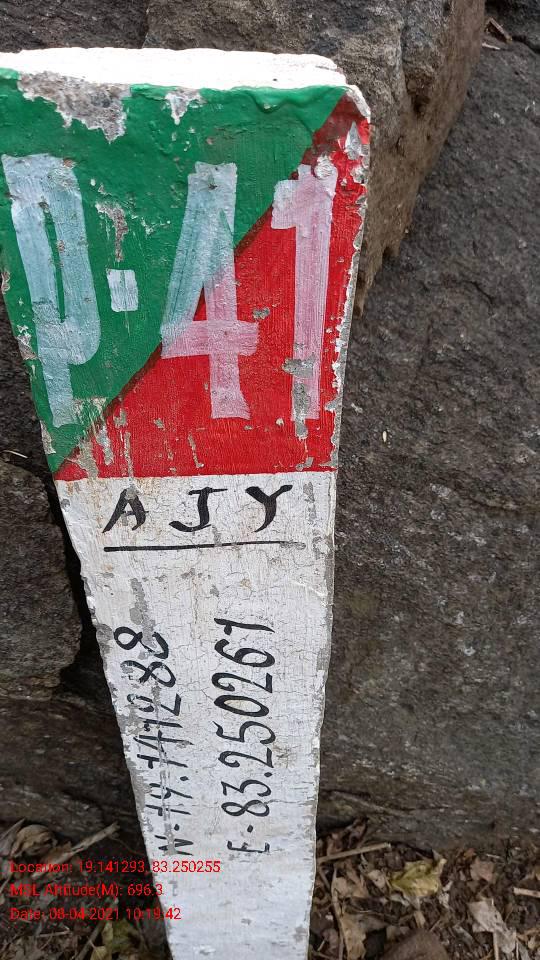 P.41
AJY
N-19.141288
E-83.250261
Location: 19.141293, 83.250255
MSL Altitude(M): 696.3
Date: 08-04-2021 10:19:42